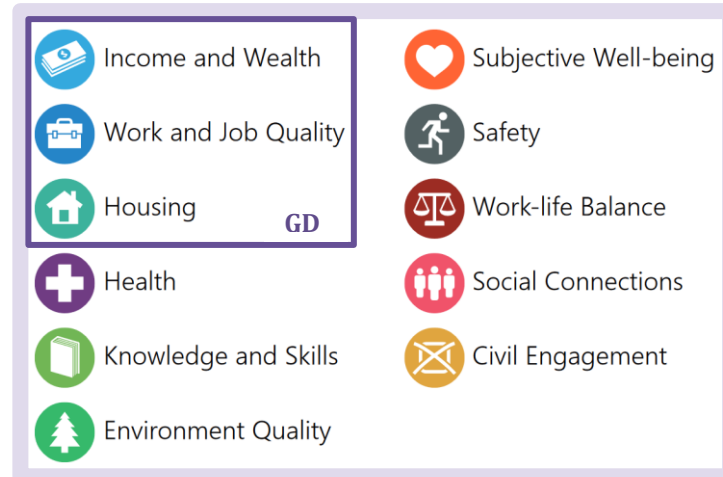 Income and Wealth
Work and Job Quality
Housing
GD
Health
Knowledge and Skills
Environment Quality
Subjective Well-being
Safety
Work-life Balance
Social Connections
Civil Engagement